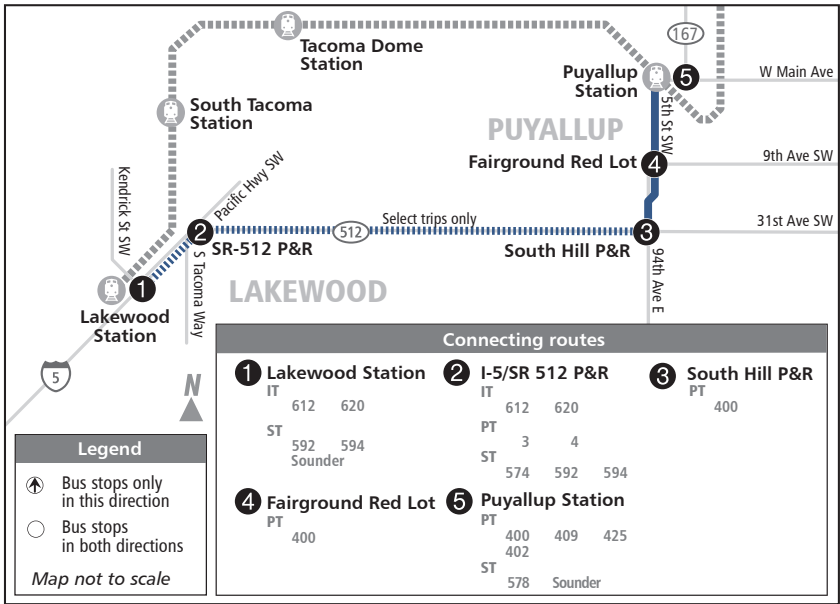 167
Tacoma Dome
Station
Puyallup
Station
5
W Main Ave
South Tacoma
Station
5th St SW
PUYALLUP
Fairground Red Lot
4
9th Ave SW
Kendrick St SW
Pacific Hwy SW
2
SR-512 P&R
512
Select trips only
South Hill P&R
3
31st Ave SW
S Tacoma Way
94th Ave E
1
LAKEWOOD
Lakewood
Station
5
N
Connecting routes
1 Lakewood Station
IT
612 620
ST
592 594
Sounder
2 I-5/SR 512 P&R
IT
612 620
PT
3 4
ST
574 592 594
3 South Hill P&R
PT
400
4 Fairground Red Lot
PT
400
5 Puyallup Station
PT
400 409 425
402
ST
578 Sounder
Legend
Bus stops only
in this direction
Bus stops
in both directions
Map not to scale